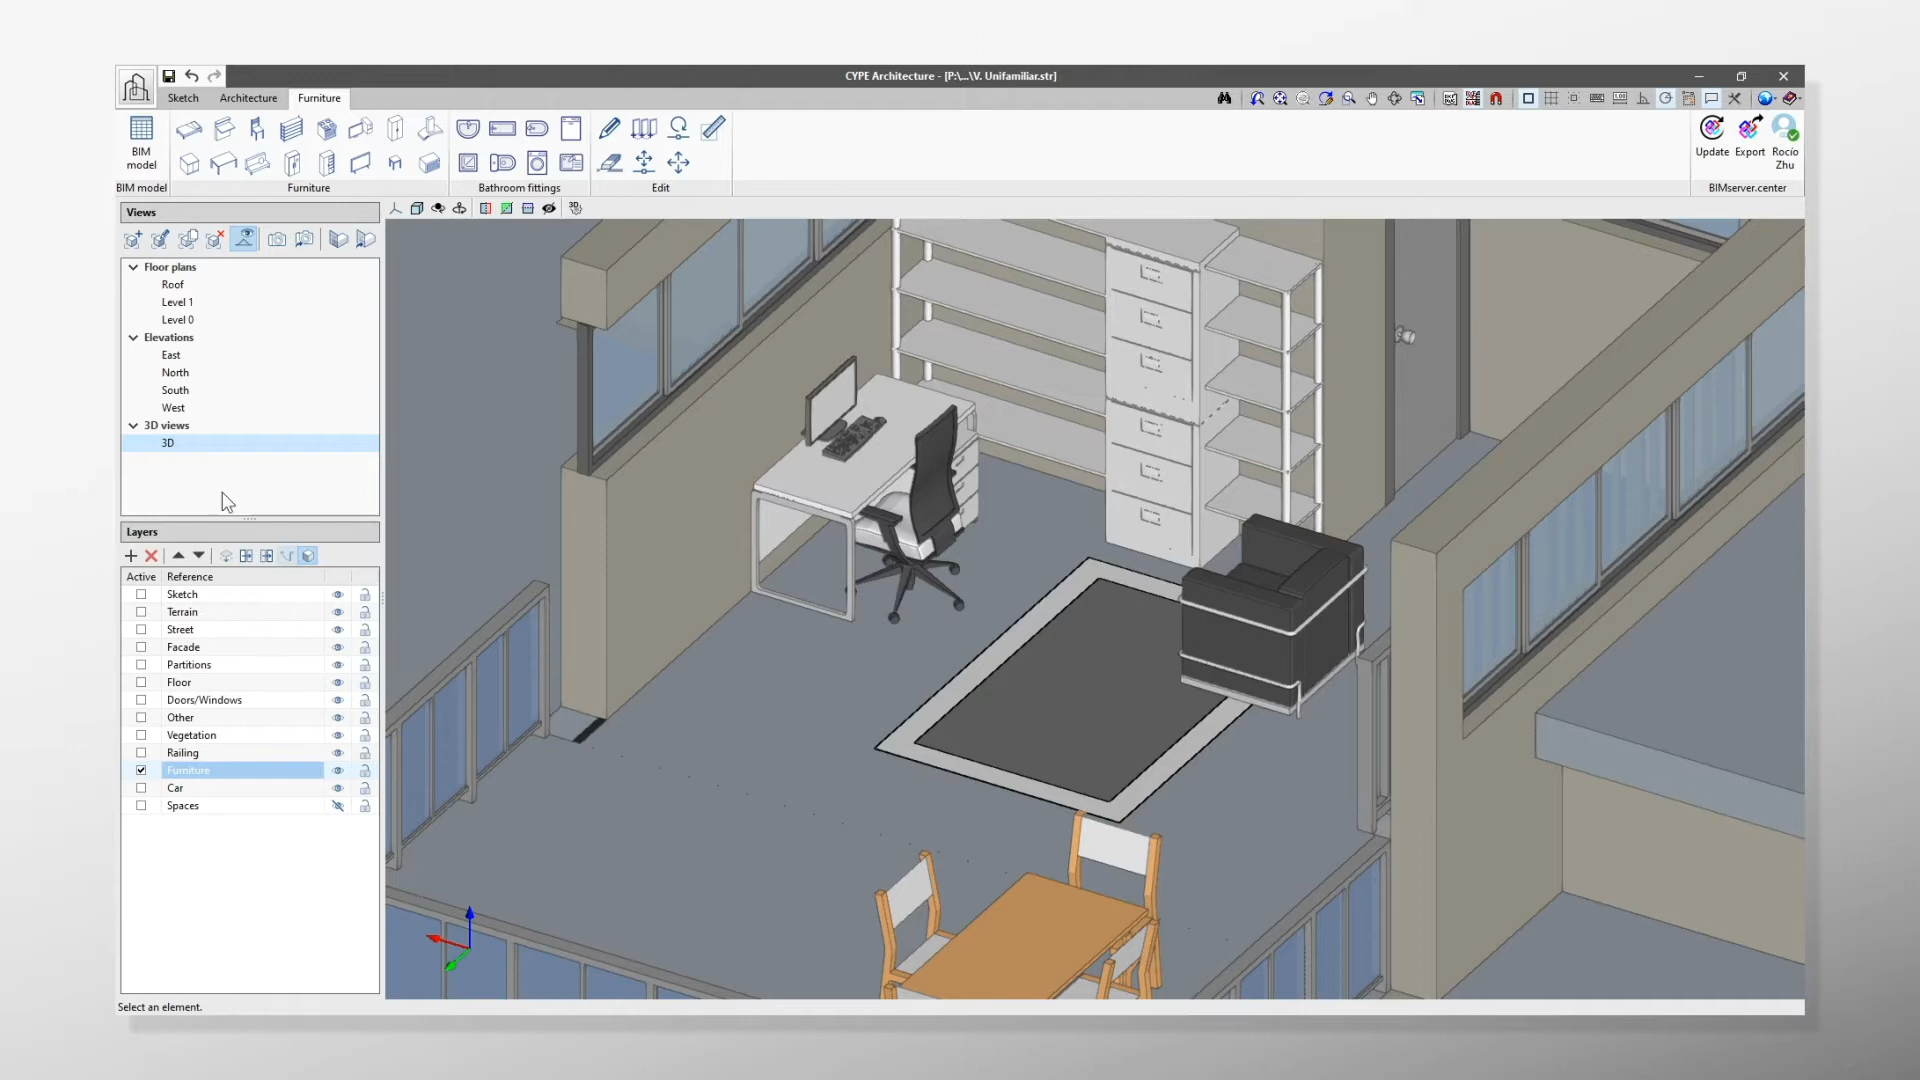 CYPE Architecture - [P:\...\V. Unifamiliar.str]
Sketch
Architecture
Furniture
BIM
model
BIM model
Furniture
Bathroom fittings
Edit
Update
Export
Rocío
Zhu
BIMserver.center
Views
3D
Floor plans
Roof
Level 1
Level 0
Elevations
East
North
South
West
3D views
3D
Layers
Active
Reference
Sketch
Terrain
Street
Facade
Partitions
Floor
Doors/Windows
Other
Vegetation
Railing
Furniture
Car
Spaces
Select an element.